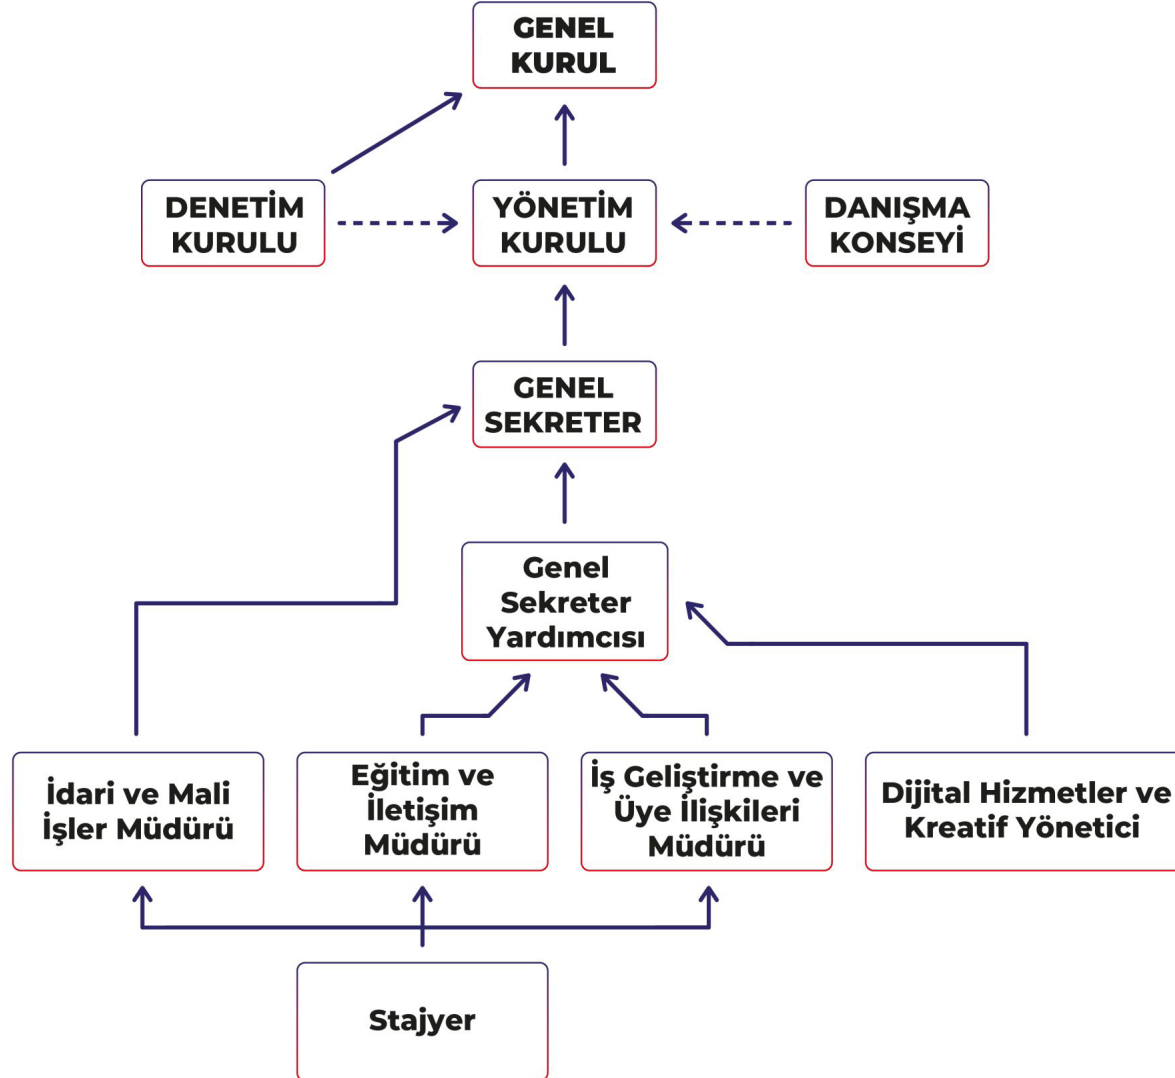 GENEL
KURUL
DENETİM
KURULU
YÖNETİM
KURULU
DANIŞMA
KONSEYİ
GENEL
SEKRETER
Genel
Sekreter
Yardımcısı
İdari ve Mali
İşler Müdürü
Eğitim ve
İletişim
Müdürü
İş Geliştirme ve
Üye İlişkileri
Müdürü
Dijital Hizmetler ve
Kreatif Yönetici
Stajyer